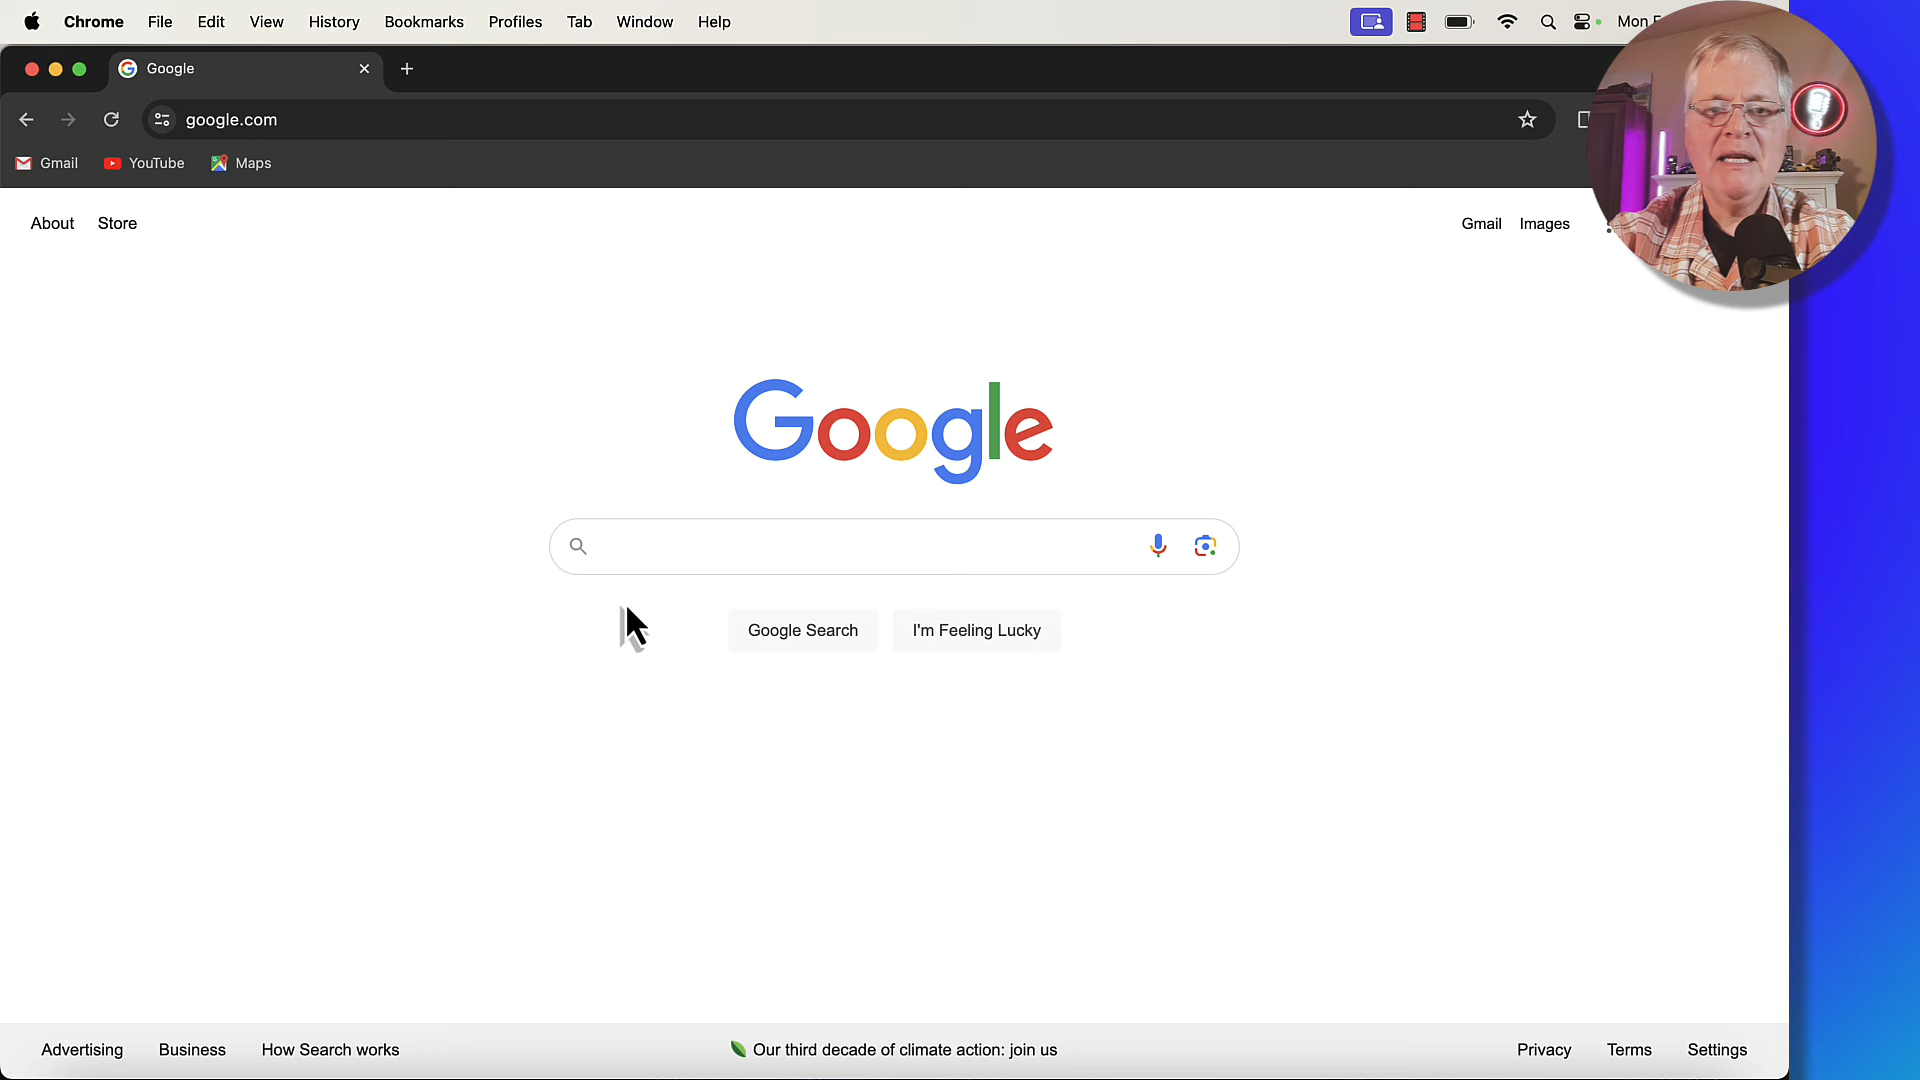 Chrome File Edit View History Bookmarks Profiles Tab Window Help Mon
Google
google.com
Gmail YouTube Maps
About Store Gmail Images
Google
Google Search I'm Feeling Lucky
Advertising Business How Search works Our third decade of climate action: join us Privacy Terms Settings